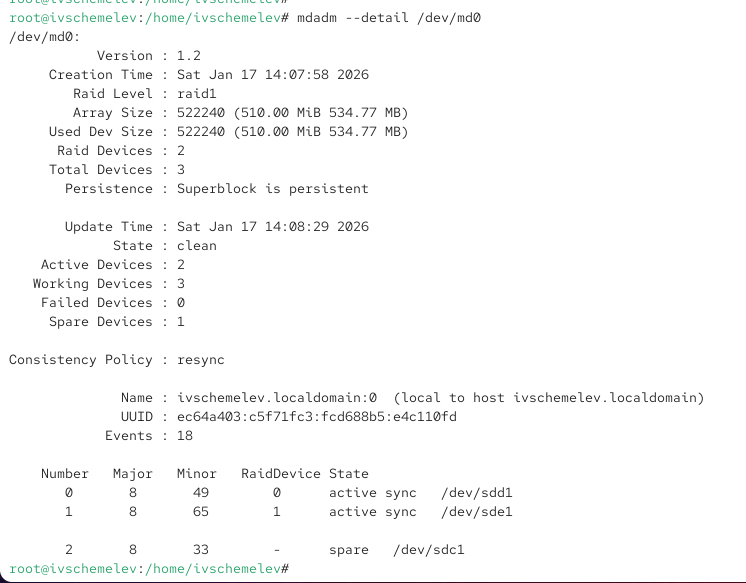 root@ivschemelev:/home/ivschemelev#
root@ivschemelev:/home/ivschemelev# mdadm --detail /dev/md0
/dev/md0:
Version : 1.2
Creation Time : Sat Jan 17 14:07:58 2026
Raid Level : raid1
Array Size : 522240 (510.00 MiB 534.77 MB)
Used Dev Size : 522240 (510.00 MiB 534.77 MB)
Raid Devices : 2
Total Devices : 3
Persistence : Superblock is persistent
Update Time : Sat Jan 17 14:08:29 2026
State : clean
Active Devices : 2
Working Devices : 3
Failed Devices : 0
Spare Devices : 1
Consistency Policy : resync
Name : ivschemelev.localdomain:0 (local to host ivschemelev.localdomain)
UUID : ec64a403:c5f71fc3:fcd688b5:e4c110fd
Events : 18
Number Major Minor RaidDevice State
0 8 49 0 active sync /dev/sdd1
1 8 65 1 active sync /dev/sde1
2 8 33 - spare /dev/sdc1
root@ivschemelev:/home/ivschemelev#